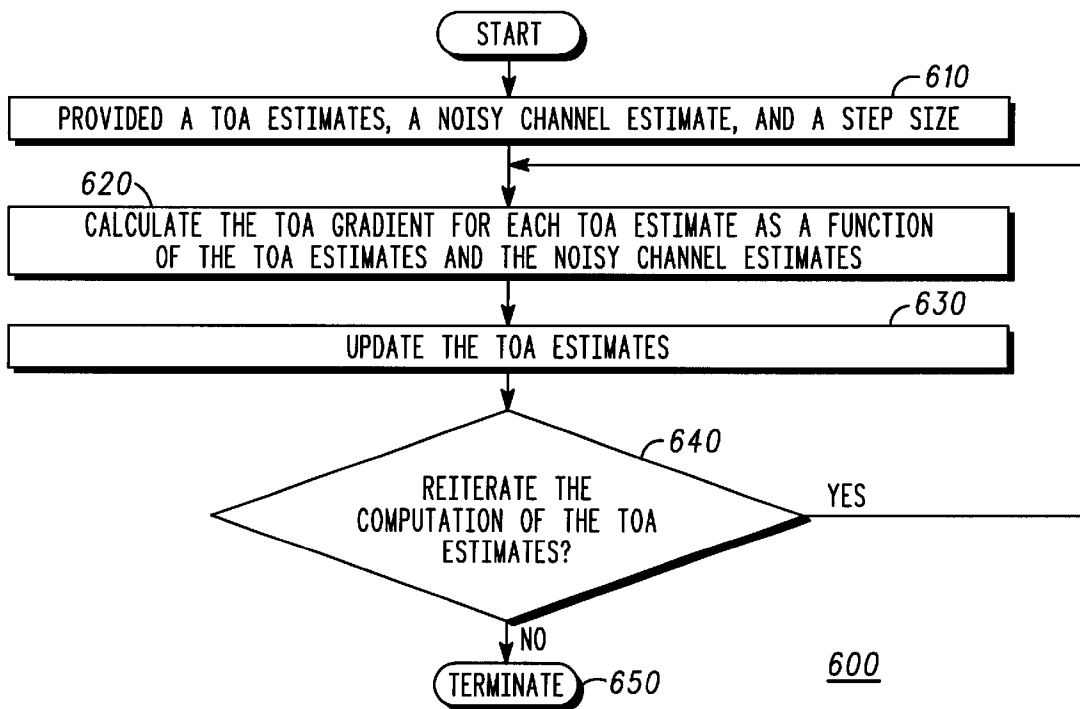 START
610
PROVIDED A TOA ESTIMATES, A NOISY CHANNEL ESTIMATE, AND A STEP SIZE
620
CALCULATE THE TOA GRADIENT FOR EACH TOA ESTIMATE AS A FUNCTION
OF THE TOA ESTIMATES AND THE NOISY CHANNEL ESTIMATES
630
UPDATE THE TOA ESTIMATES
640
REITERATE THE
COMPUTATION OF THE TOA
ESTIMATES?
YES
NO
TERMINATE
650
600